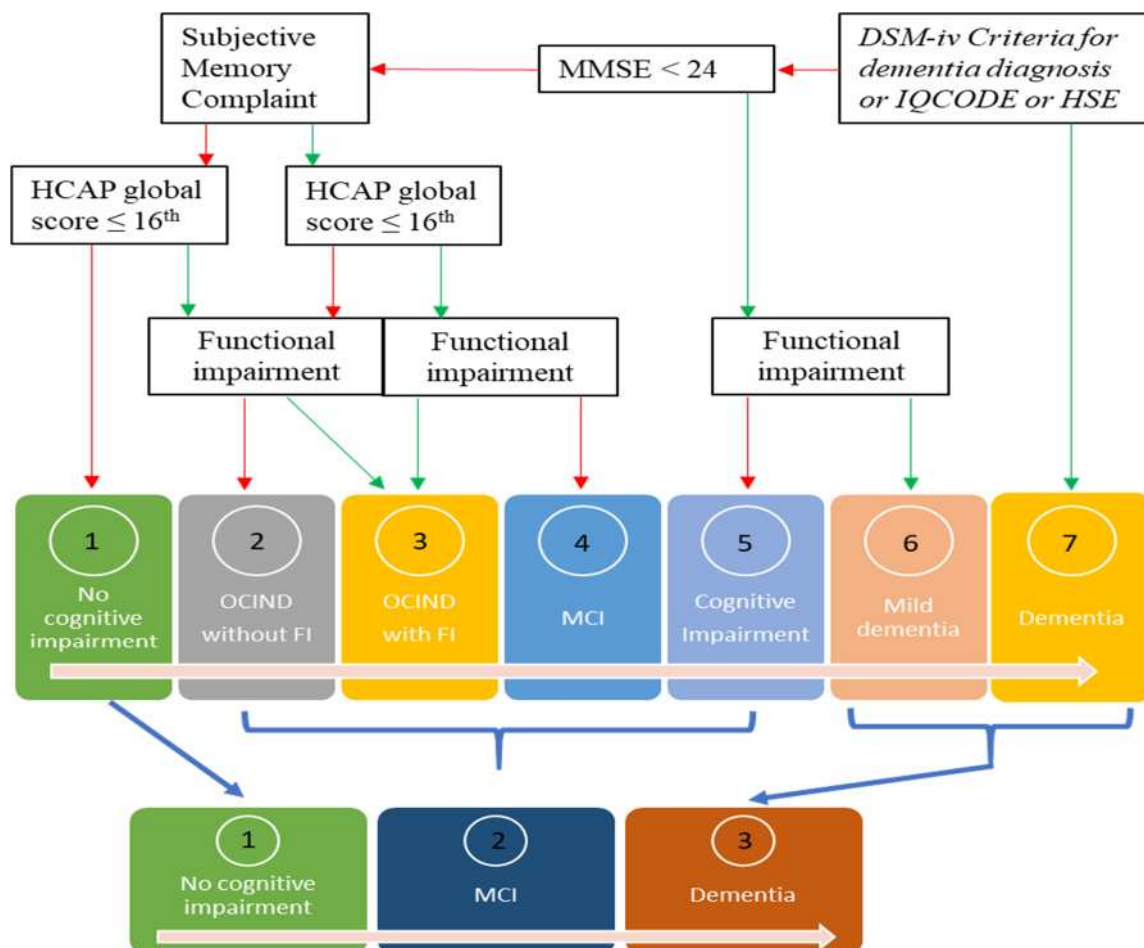 Subjective
Memory
Complaint
MMSE < 24
DSM-iv Criteria for
dementia diagnosis
or IQCODE or HSE
HCAP global
score ≤ 16th
HCAP global
score ≤ 16th
Functional
impairment
Functional
impairment
Functional
impairment
1
No
cognitive
impairment
2
OCIND
without FI
3
OCIND
with FI
4
MCI
5
Cognitive
Impairment
6
Mild
dementia
7
Dementia
1
No cognitive
impairment
2
MCI
3
Dementia